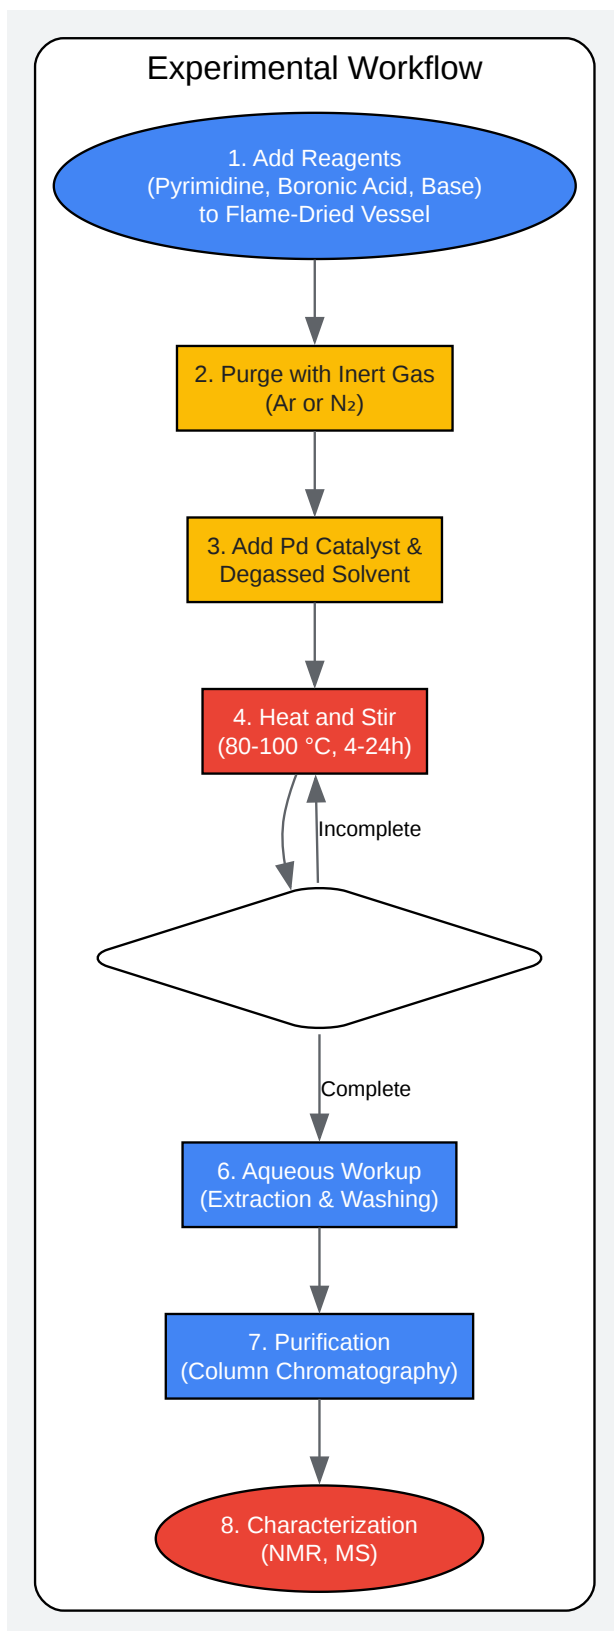 Experimental Workflow
1. Add Reagents
(Pyrimidine, Boronic Acid, Base)
to Flame-Dried Vessel
2. Purge with Inert Gas
(Ar or N₂)
3. Add Pd Catalyst &
Degassed Solvent
4. Heat and Stir
(80-100 °C, 4-24h)
Incomplete
Complete
6. Aqueous Workup
(Extraction & Washing)
7. Purification
(Column Chromatography)
8. Characterization
(NMR, MS)